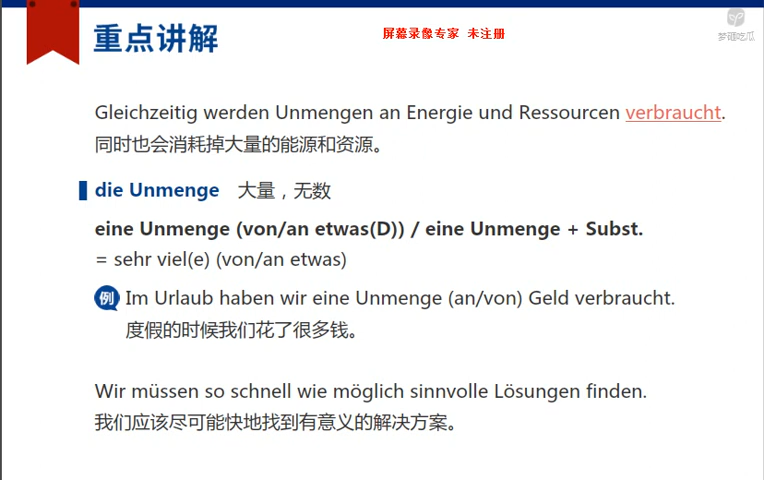 重点讲解
屏幕录像专家 未注册
梦砸吃瓜
Gleichzeitig werden Unmengen an Energie und Ressourcen verbraucht.
同时也会消耗掉大量的能源和资源。
die Unmenge 大量，无数
eine Unmenge (von/an etwas(D)) / eine Unmenge + Subst.
= sehr viel(e) (von/an etwas)
例 Im Urlaub haben wir eine Unmenge (an/von) Geld verbraucht.
度假的时候我们花了很多钱。
Wir müssen so schnell wie möglich sinnvolle Lösungen finden.
我们应该尽可能快地找到有意义的解决方案。